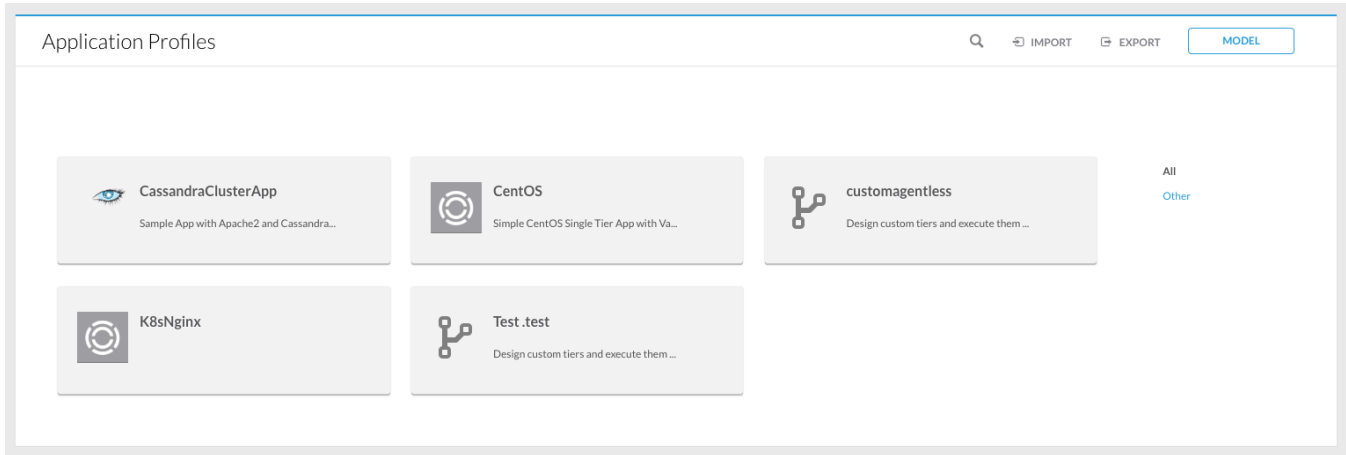 Application Profiles
IMPORT
EXPORT
MODEL
CassandraClusterApp
Sample App with Apache2 and Cassandra...
CentOS
Simple CentOS Single Tier App with Va...
customagentless
Design custom tiers and execute them ...
All
Other
K8sNginx
Test .test
Design custom tiers and execute them ...